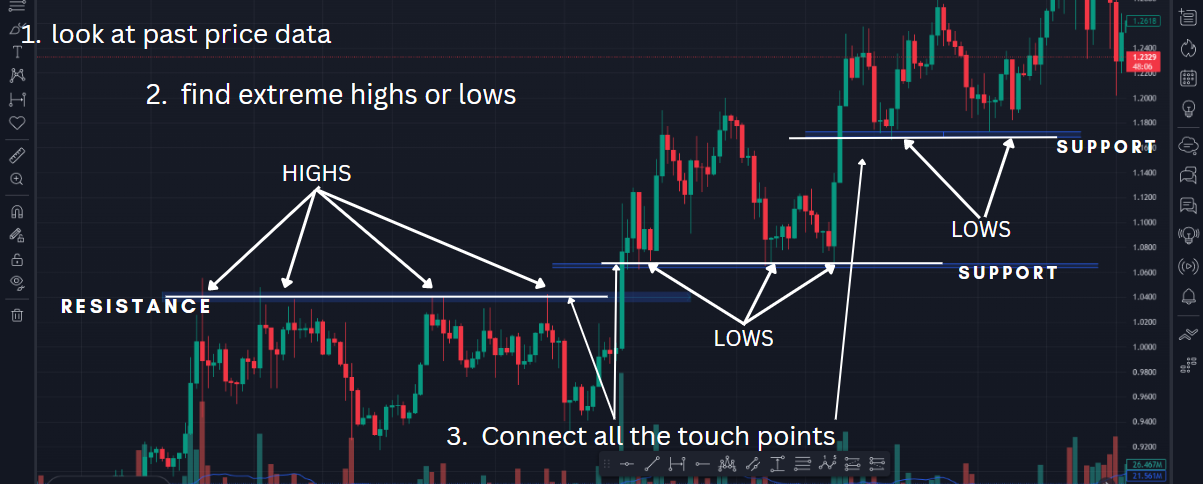 1. look at past price data
2. find extreme highs or lows
HIGHS
RESISTANCE
LOWS
SUPPORT
LOWS
SUPPORT
3. Connect all the touch points
1.2618
1.2400
1.2329
48:06
1.2200
1.2000
1.1800
1.1400
1.1200
1.1000
1.0800
1.0600
1.0400
1.0200
1.0000
0.9800
0.9600
0.9400
0.9200
26.467M
23.561M